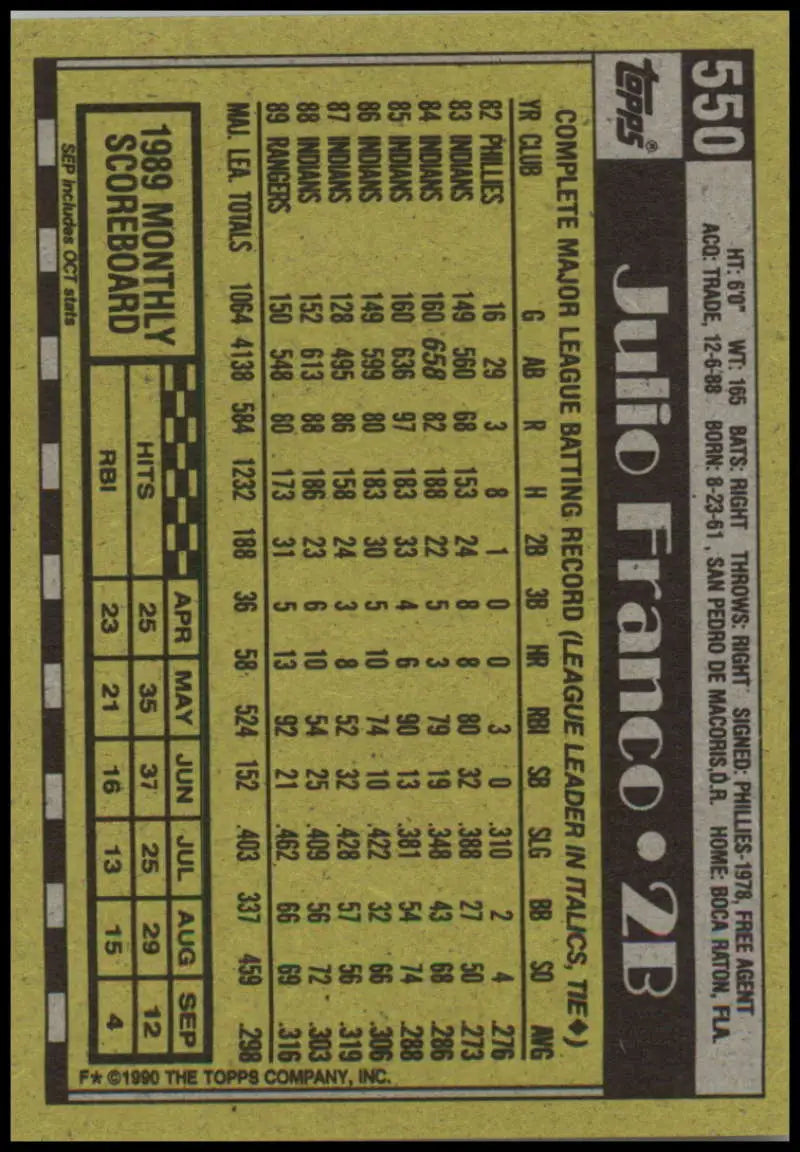 550
HT: 6'0" WT: 165 BATS: RIGHT THROWS: RIGHT SIGNED: PHILLIES-1978, FREE AGENT
ACQ: TRADE, 12-6-88 BORN: 8-23-61, SAN PEDRO DE MACORIS, D.R. HOME: BOCA RATON, FLA.
TOPPS®
Julio Franco • 2B
COMPLETE MAJOR LEAGUE BATTING RECORD (LEAGUE LEADER IN ITALICS, TIE◆)
YR CLUB G AB R H 2B 3B HR RBI SB SLG BB SO AVG
82 PHILLIES 16 29 3 8 1 0 0 3 0 .310 2 4 .276
83 INDIANS 149 560 68 153 24 8 8 80 32 .388 27 50 .273
84 INDIANS 160 658 82 188 22 5 3 79 19 .348 43 68 .286
85 INDIANS 160 636 97 183 33 4 6 90 13 .381 54 74 .288
86 INDIANS 149 599 80 183 30 5 10 74 10 .422 32 66 .306
87 INDIANS 128 495 86 158 24 3 8 52 32 .428 57 56 .319
88 INDIANS 152 613 88 186 23 6 10 54 25 .409 56 72 .303
89 RANGERS 150 548 80 173 31 5 13 92 21 .462 66 69 .316
MAJ. LEA. TOTALS 1064 4138 584 1232 188 36 58 524 152 .403 337 459 .298
1989 MONTHLY
SCOREBOARD
APR MAY JUN JUL AUG SEP
HITS 25 35 37 25 29 12
RBI 23 21 16 13 15 4
SEP includes OCT stats
F* ©1990 THE TOPPS COMPANY, INC.